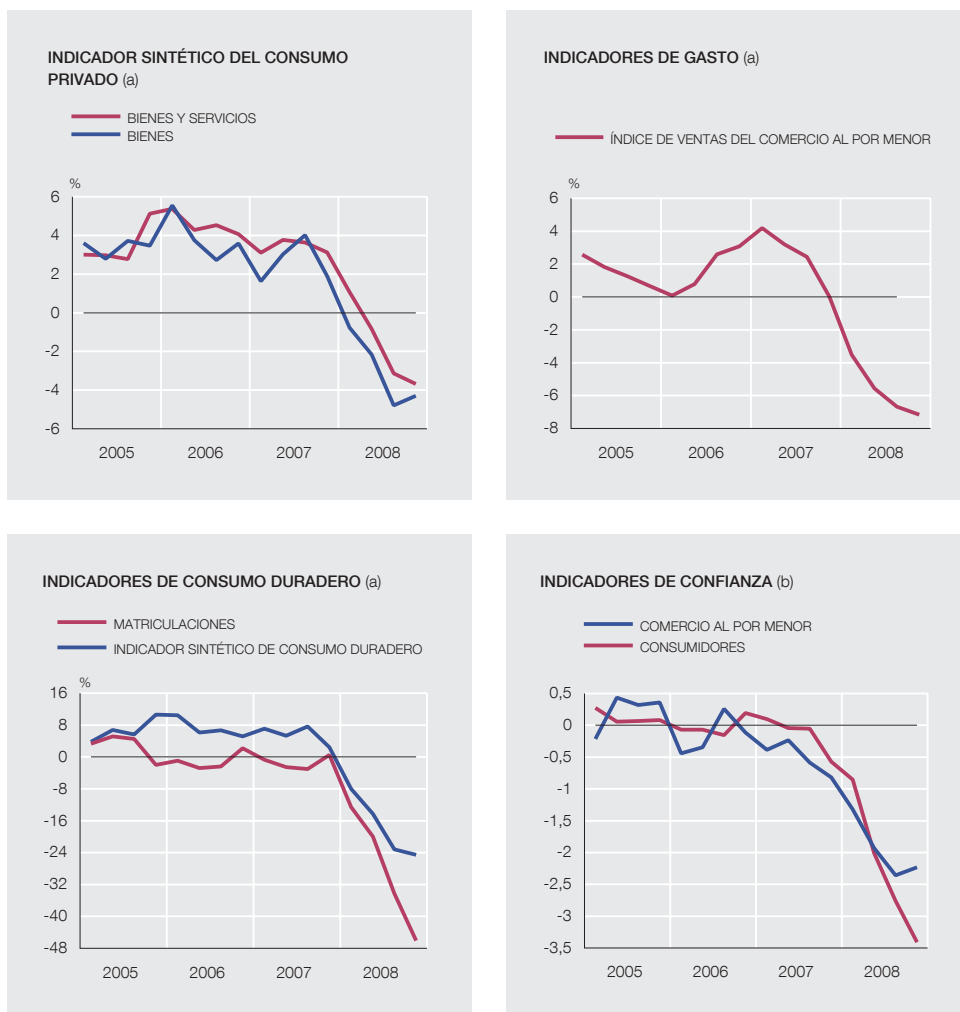 INDICADOR SINTÉTICO DEL CONSUMO
PRIVADO (a)
BIENES Y SERVICIOS
BIENES
%
6
4
2
0
-2
-4
-6
2005 2006 2007 2008
INDICADORES DE GASTO (a)
ÍNDICE DE VENTAS DEL COMERCIO AL POR MENOR
%
6
4
2
0
-2
-4
-6
-8
2005 2006 2007 2008
INDICADORES DE CONSUMO DURADERO (a)
MATRICULACIONES
INDICADOR SINTÉTICO DE CONSUMO DURADERO
%
16
8
0
-8
-16
-24
-32
-40
-48
2005 2006 2007 2008
INDICADORES DE CONFIANZA (b)
COMERCIO AL POR MENOR
CONSUMIDORES
0,5
0
-0,5
-1
-1,5
-2
-2,5
-3
-3,5
2005 2006 2007 2008